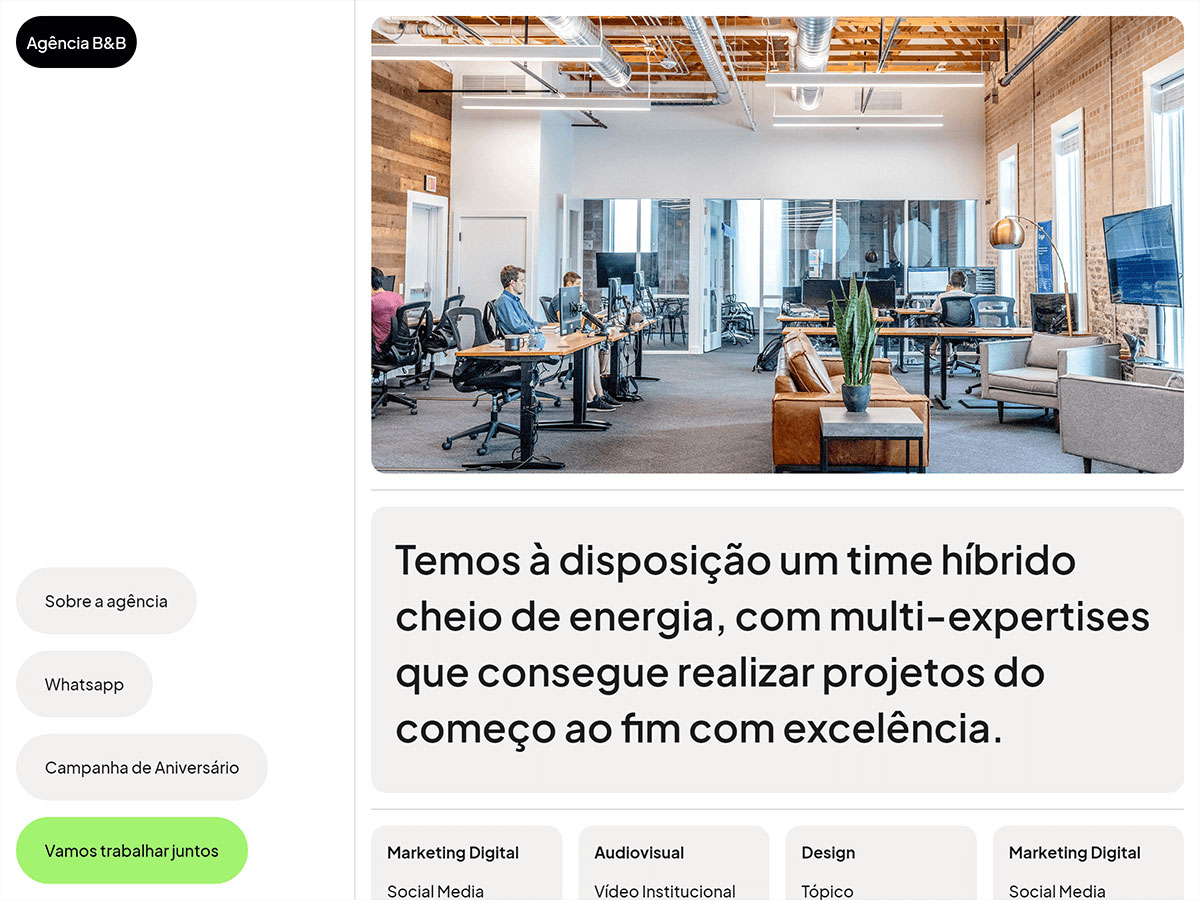 Agência B&B
Sobre a agência
Whatsapp
Campanha de Aniversário
Vamos trabalhar juntos
Temos à disposição um time híbrido
cheio de energia, com multi-expertises
que consegue realizar projetos do
começo ao fim com excelência.
Marketing Digital
Social Media
Audiovisual
Vídeo Institucional
Design
Tópico
Marketing Digital
Social Media